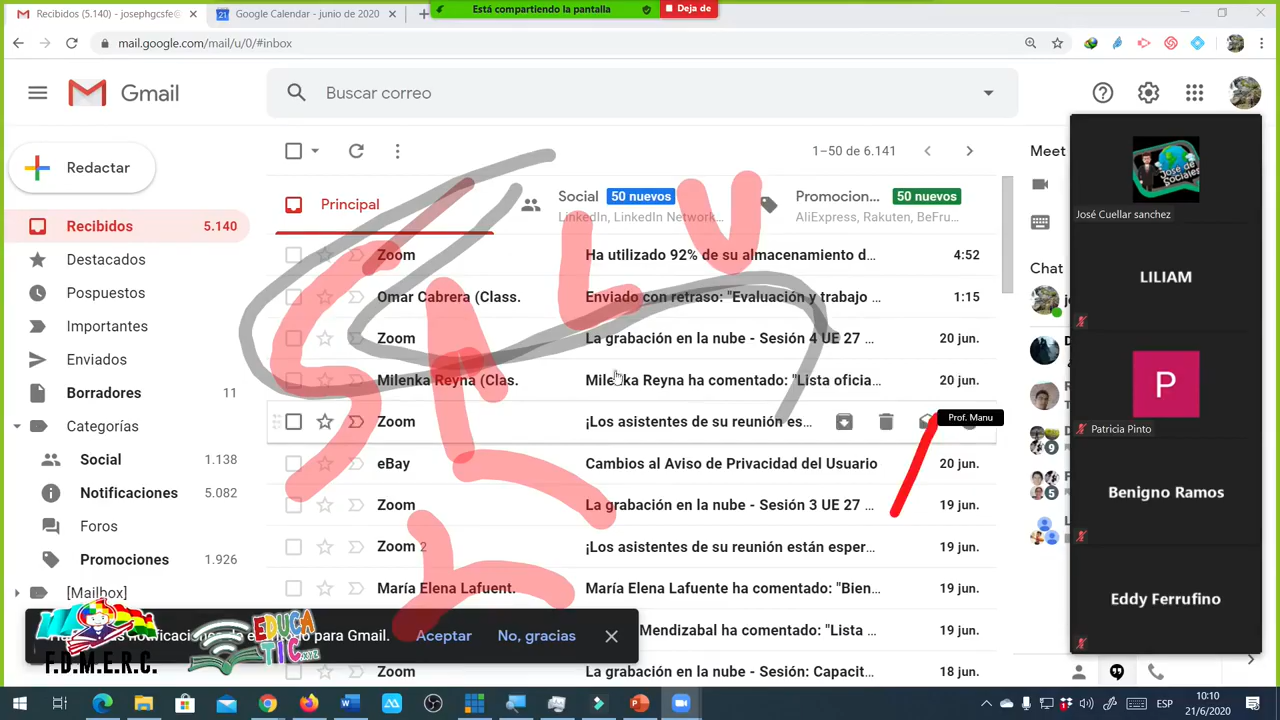 Recibidos (5.140) - josephgcsfe@
Google Calendar - junio de 2020
Está compartiendo la pantalla
Deja de
mail.google.com/mail/u/0/#inbox
Gmail
Buscar correo
Redactar
1–50 de 6.141
Meet
Principal
Social 50 nuevos
LinkedIn, LinkedIn Network...
Promocion... 50 nuevos
AliExpress, Rakuten, BeFru...
Recibidos 5.140
Destacados
Pospuestos
Importantes
Enviados
Borradores 11
Categorías
Social 1.138
Notificaciones 5.082
Foros
Promociones 1.926
[Mailbox]
Zoom Ha utilizado 92% de su almacenamiento d... 4:52
Omar Cabrera (Class. Enviado con retraso: "Evaluación y trabajo ... 1:15
Zoom La grabación en la nube - Sesión 4 UE 27 ... 20 jun.
Milenka Reyna (Clas. Milenka Reyna ha comentado: "Lista oficia... 20 jun.
Zoom ¡Los asistentes de su reunión es...
Prof. Manu
eBay Cambios al Aviso de Privacidad del Usuario 20 jun.
Zoom La grabación en la nube - Sesión 3 UE 27 ... 19 jun.
Zoom 2 ¡Los asistentes de su reunión están esper... 19 jun.
María Elena Lafuent. María Elena Lafuente ha comentado: "Bien... 19 jun.
Mendizabal ha comentado: "Lista ... 19 jun.
Zoom La grabación en la nube - Sesión: Capacit... 18 jun.
para Gmail. Aceptar No, gracias
EDUCA
TIC
F.D.M.E.R.C.
Chat
9
5
José Cuellar sanchez
LILIAM
P
Patricia Pinto
Benigno Ramos
Eddy Ferrufino
ESP
10:10
21/6/2020